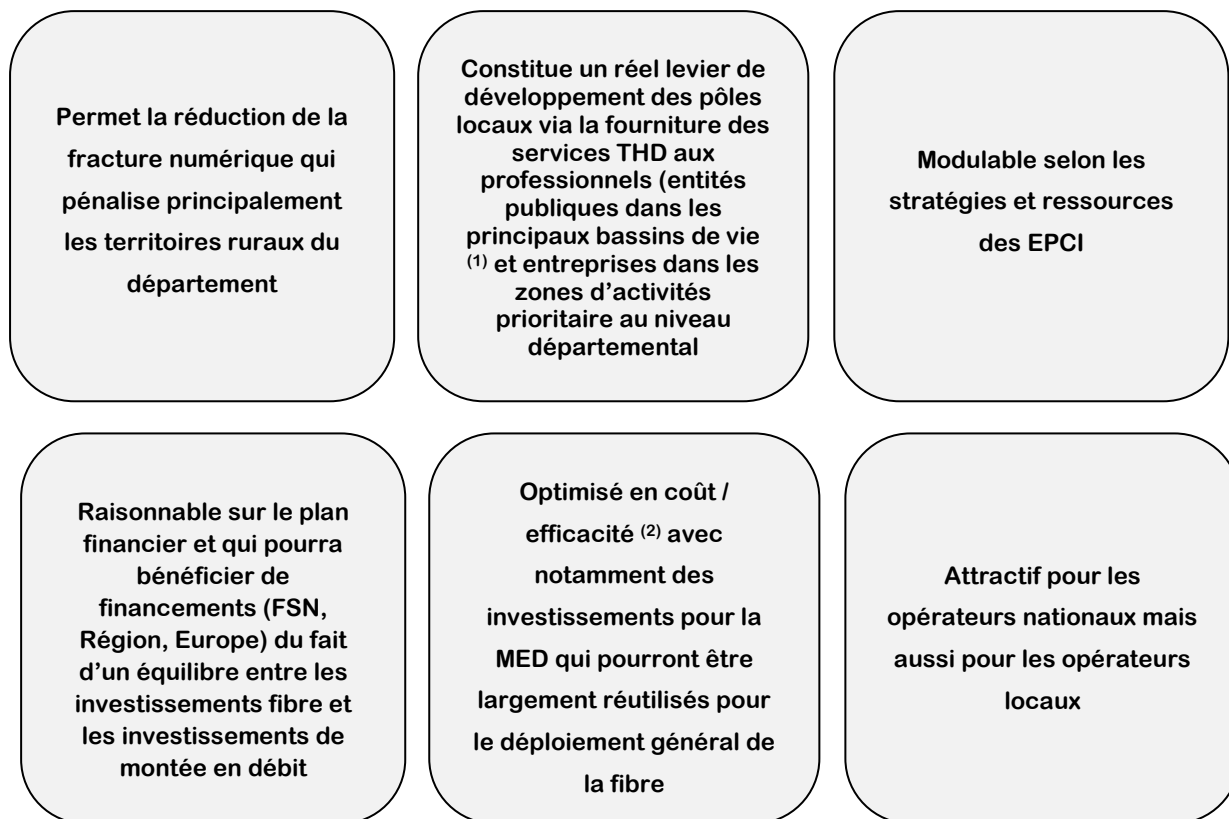 Permet la réduction de la
fracture numérique qui
pénalise principalement
les territoires ruraux du
département
Constitue un réel levier de
développement des pôles
locaux via la fourniture des
services THD aux
professionnels (entités
publiques dans les
principaux bassins de vie
(1) et entreprises dans les
zones d'activités
prioritaire au niveau
départemental
Modulable selon les
stratégies et ressources
des EPCI
Raisonnable sur le plan
financier et qui pourra
bénéficier de
financements (FSN,
Région, Europe) du fait
d'un équilibre entre les
investissements fibre et
les investissements de
montée en débit
Optimisé en coût /
efficacité (2) avec
notamment des
investissements pour la
MED qui pourront être
largement réutilisés pour
le déploiement général de
la fibre
Attractif pour les
opérateurs nationaux mais
aussi pour les opérateurs
locaux